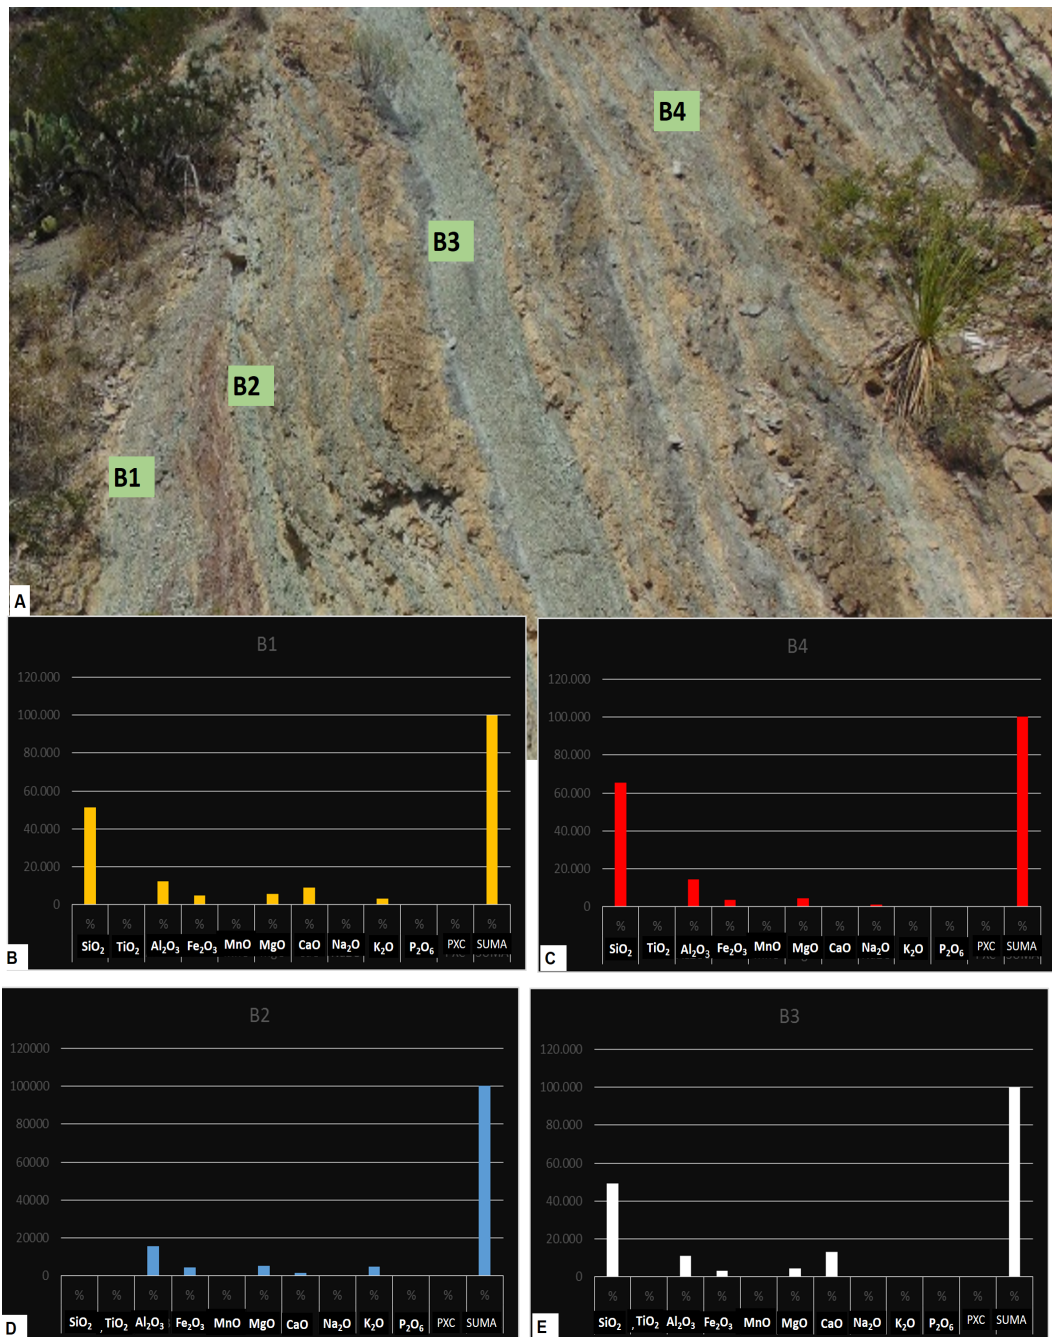 B4
B3
B2
B1
A
B1
120.000
100.000
80.000
60.000
40.000
20.000
0
% % % % % % % % % % % %
SiO₂ TiO₂ Al₂O₃ Fe₂O₃ MnO MgO CaO Na₂O K₂O P₂O₆ PXC SUMA
B
B4
120.000
100.000
80.000
60.000
40.000
20.000
0
% % % % % % % % % % % %
SiO₂ TiO₂ Al₂O₃ Fe₂O₃ MnO MgO CaO Na₂O K₂O P₂O₆ PXC SUMA
C
B2
120000
100000
80000
60000
40000
20000
0
% % % % % % % % % % % %
SiO₂ TiO₂ Al₂O₃ Fe₂O₃ MnO MgO CaO Na₂O K₂O P₂O₆ PXC SUMA
D
B3
120.000
100.000
80.000
60.000
40.000
20.000
0
% % % % % % % % % % % %
SiO₂ TiO₂ Al₂O₃ Fe₂O₃ MnO MgO CaO Na₂O K₂O P₂O₆ PXC SUMA
E